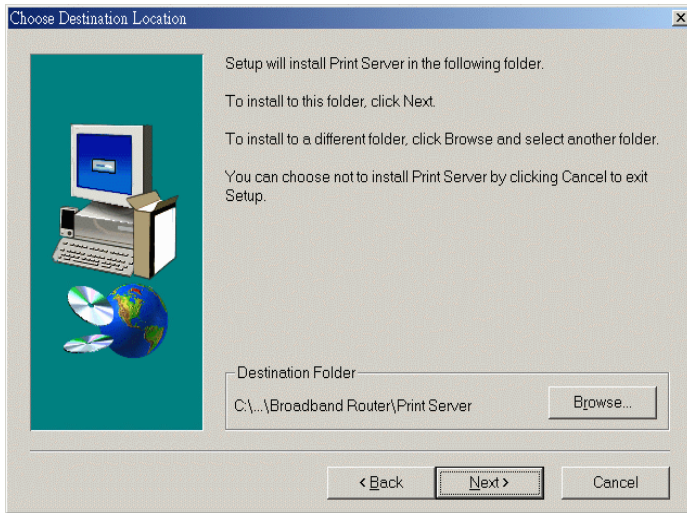 Choose Destination Location
Setup will install Print Server in the following folder.
To install to this folder, click Next.
To install to a different folder, click Browse and select another folder.
You can choose not to install Print Server by clicking Cancel to exit
Setup.
Destination Folder
C:\...\Broadband Router\Print Server
Browse...
< Back
Next >
Cancel